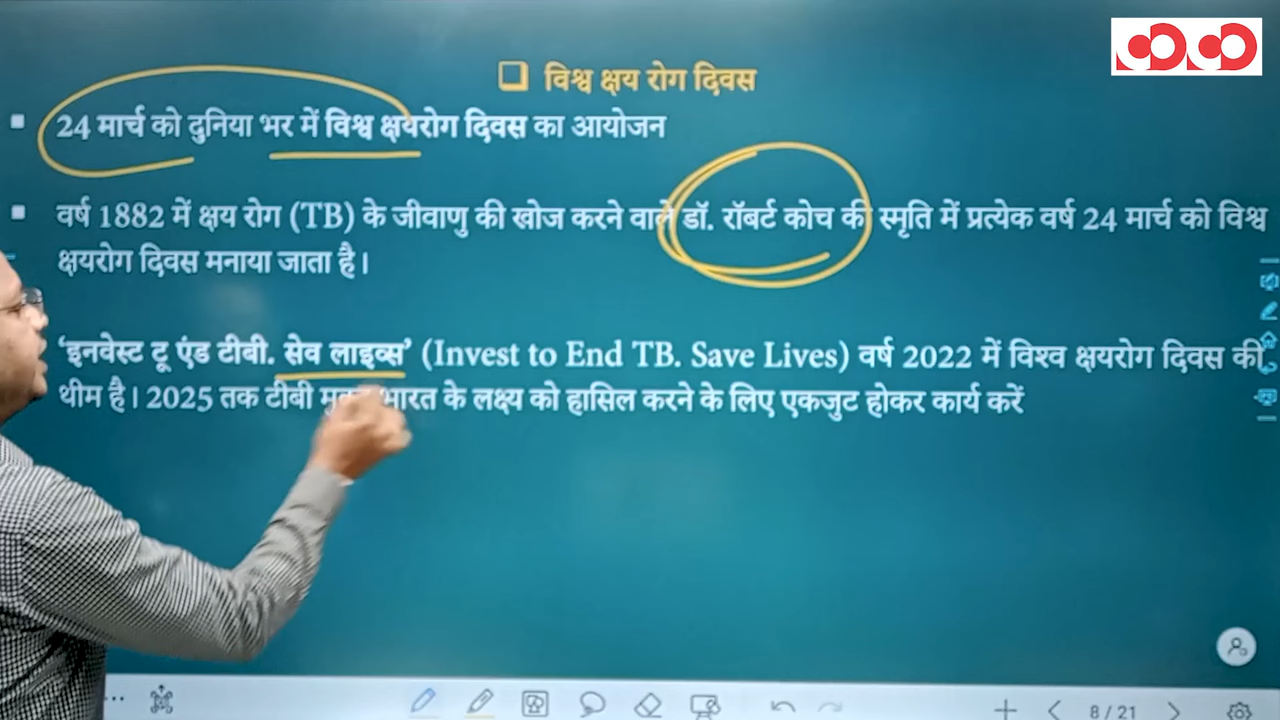 विश्व क्षय रोग दिवस
24 मार्च को दुनिया भर में विश्व क्षयरोग दिवस का आयोजन
वर्ष 1882 में क्षय रोग (TB) के जीवाणु की खोज करने वाले डॉ. रॉबर्ट कोच की स्मृति में प्रत्येक वर्ष 24 मार्च को विश्व
क्षयरोग दिवस मनाया जाता है।
‘इनवेस्ट टू एंड टीबी. सेव लाइव्स’ (Invest to End TB. Save Lives) वर्ष 2022 में विश्व क्षयरोग दिवस की
थीम है। 2025 तक टीबी मुक्त भारत के लक्ष्य को हासिल करने के लिए एकजुट होकर कार्य करें
8 / 21